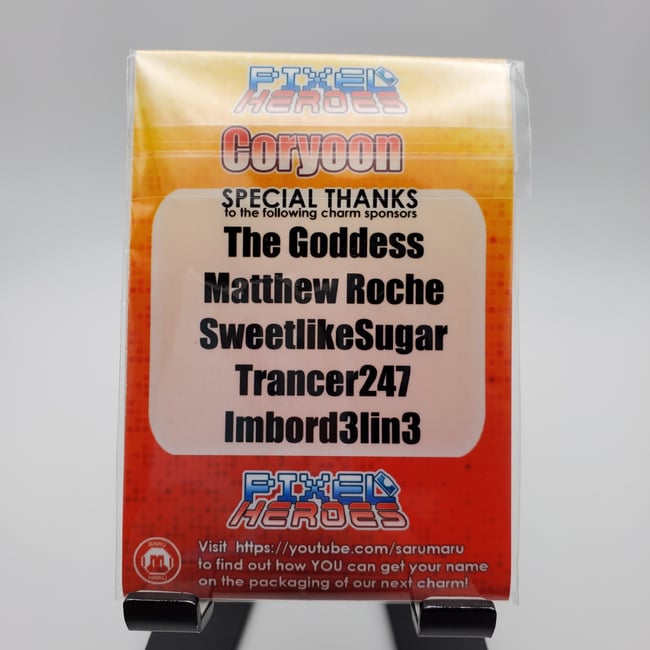 PIXEL
HEROES
Coryoon
SPECIAL THANKS
to the following charm sponsors
The Goddess
Matthew Roche
SweetlikeSugar
Trancer247
Imbord3lin3
PIXEL
HEROES
SARU
MARU
Visit https://youtube.com/sarumaru
to find out how YOU can get your name
on the packaging of our next charm!